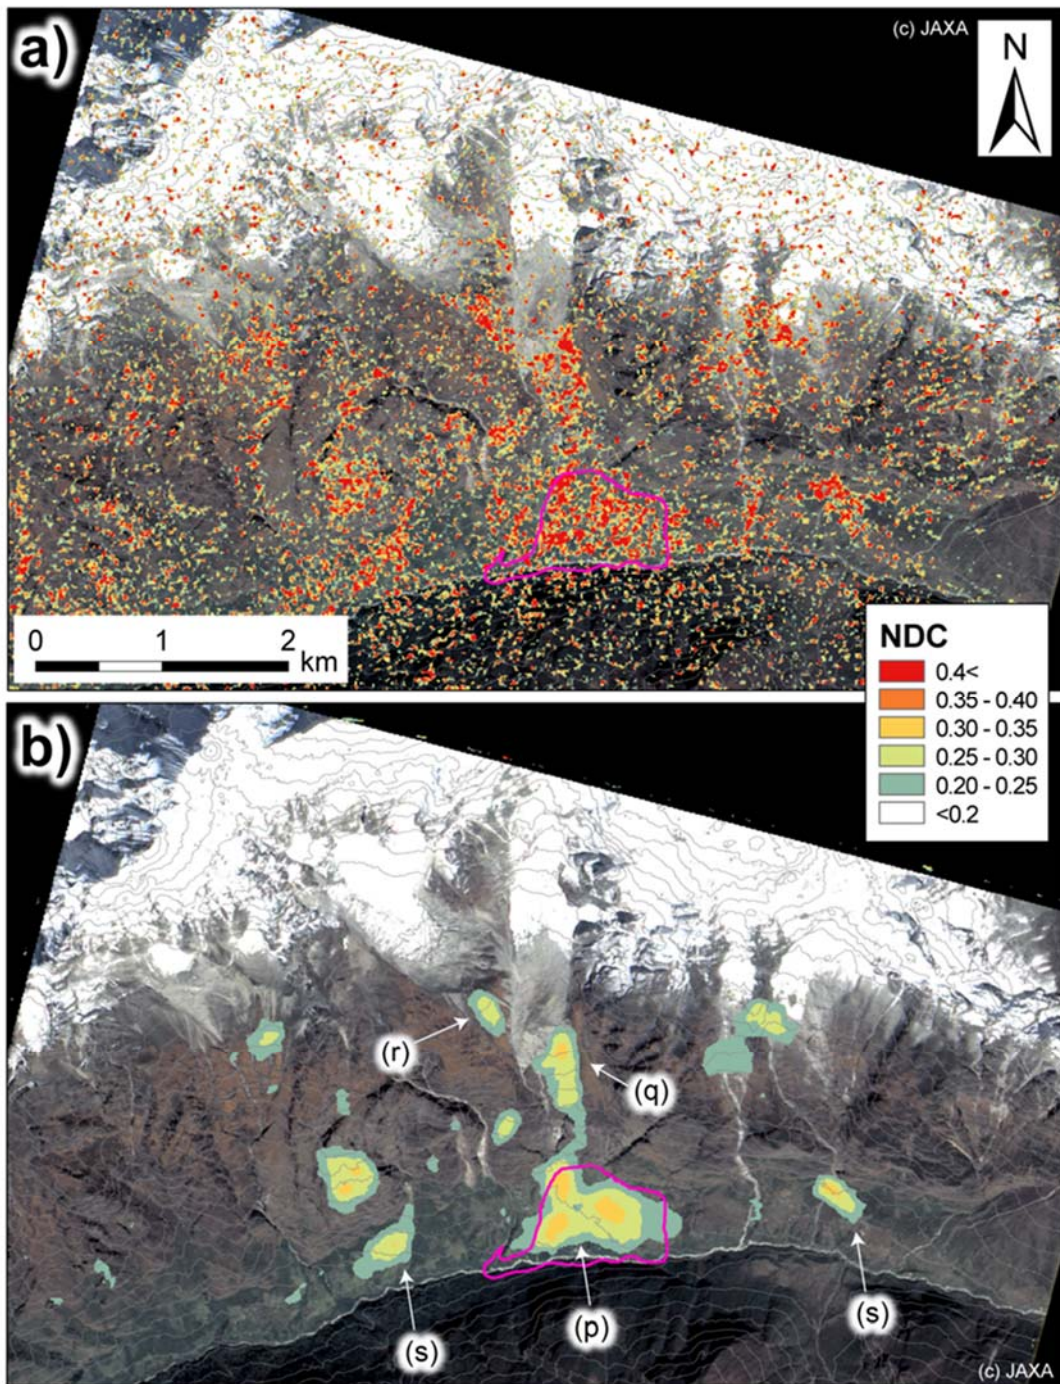 a)
(c) JAXA
N
0 1 2
km
NDC
0.4<
0.35 - 0.40
0.30 - 0.35
0.25 - 0.30
0.20 - 0.25
<0.2
b)
(r)
(q)
(s)
(p)
(s)
(c) JAXA